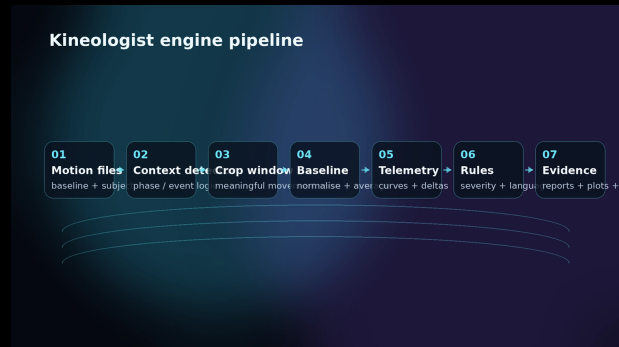 Kineologist engine pipeline
01
Motion files
baseline + subje
02
Context dete
phase / event log
03
Crop window
meaningful move
04
Baseline
normalise + aver
05
Telemetry
curves + deltas
06
Rules
severity + langua
07
Evidence
reports + plots +